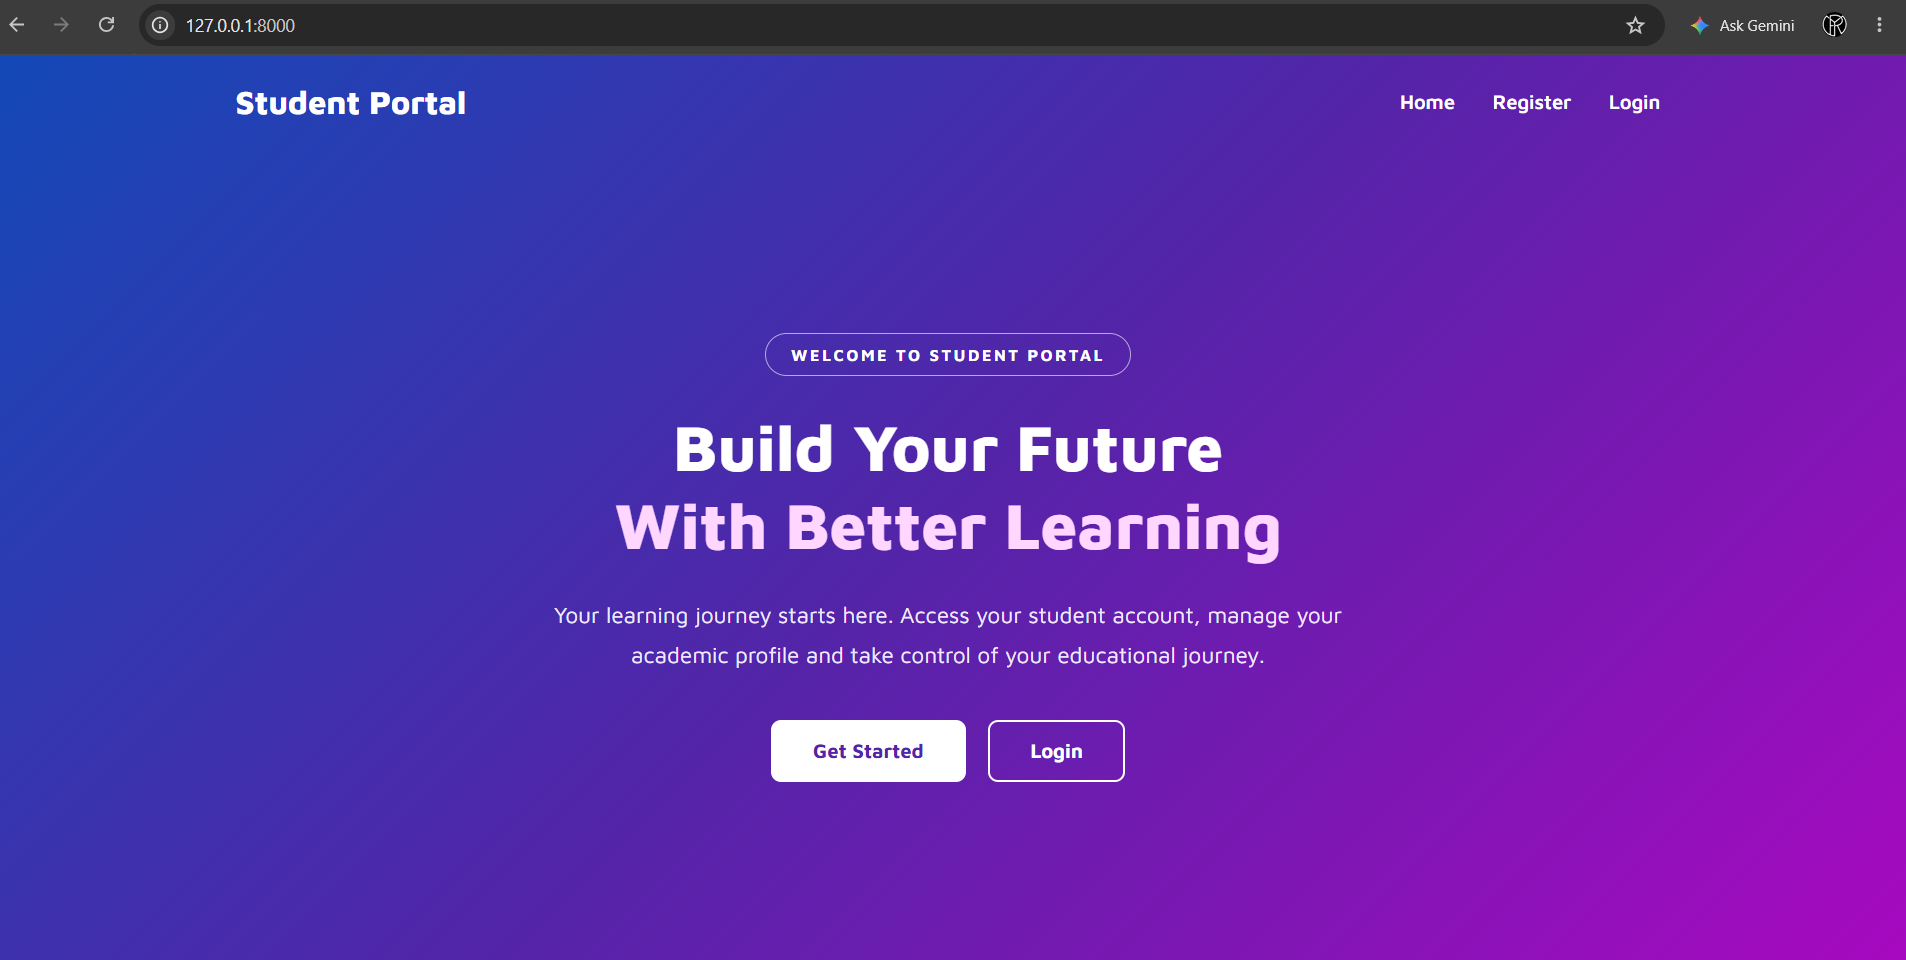 127.0.0.1:8000
Ask Gemini
Student Portal
Home Register Login
WELCOME TO STUDENT PORTAL
Build Your Future
With Better Learning
Your learning journey starts here. Access your student account, manage your
academic profile and take control of your educational journey.
Get Started Login